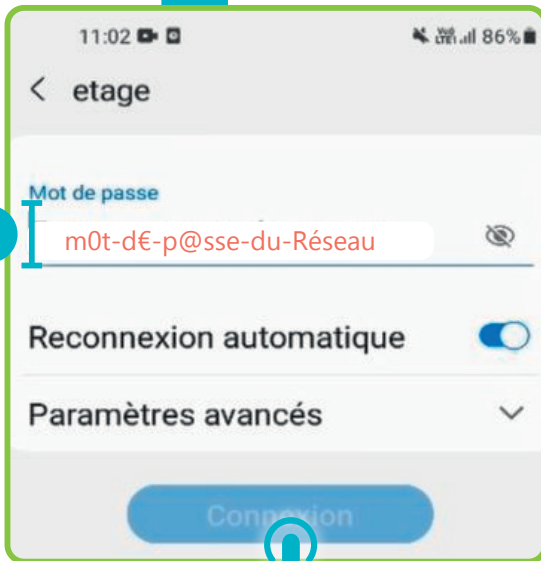 11:02 86%
etage
Mot de passe
m0t-d€-p@sse-du-Réseau
Reconnexion automatique
Paramètres avancés
Connexion